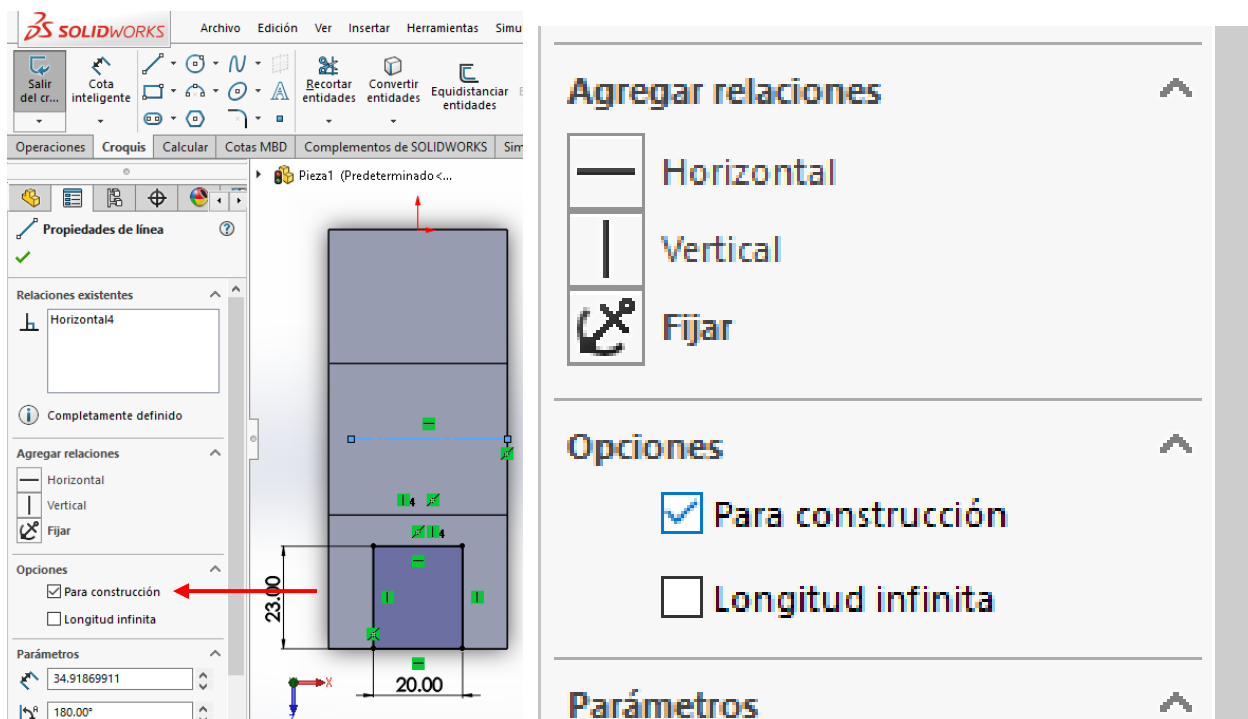 SOLIDWORKS Archivo Edición Ver Insertar Herramientas Simu
Salir del cr...
Cota inteligente
Recortar entidades
Convertir entidades
Equidistanciar entidades
Operaciones Croquis Calcular Cotas MBD Complementos de SOLIDWORKS Sim
Pieza1 (Predeterminado<...
Propiedades de línea
Relaciones existentes
Horizontal4
Completamente definido
Agregar relaciones
Horizontal
Vertical
Fijar
Opciones
Para construcción
Longitud infinita
Parámetros
34.91869911
180.00°
4
4
23.00
20.00
X
Agregar relaciones
Horizontal
Vertical
Fijar
Opciones
Para construcción
Longitud infinita
Parámetros